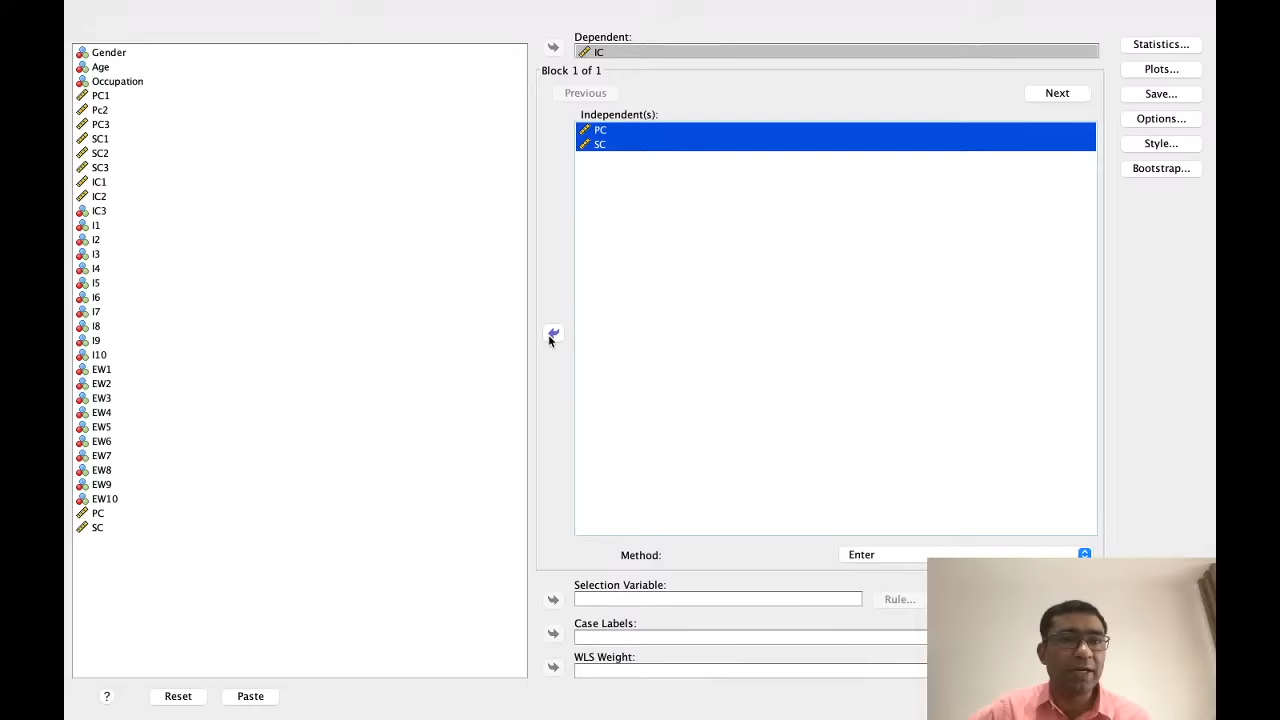 Gender
Age
Occupation
PC1
Pc2
PC3
SC1
SC2
SC3
IC1
IC2
IC3
I1
I2
I3
I4
I5
I6
I7
I8
I9
I10
EW1
EW2
EW3
EW4
EW5
EW6
EW7
EW8
EW9
EW10
PC
SC
? Reset Paste
Dependent:
IC
Block 1 of 1
Previous Next
Independent(s):
PC
SC
Method: Enter
Selection Variable:
Rule...
Case Labels:
WLS Weight:
Statistics...
Plots...
Save...
Options...
Style...
Bootstrap...